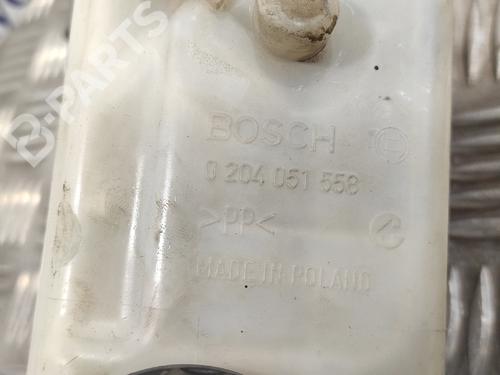 B-PARTS
BOSCH
0 204 051 558
>PP<
MADE IN POLAND